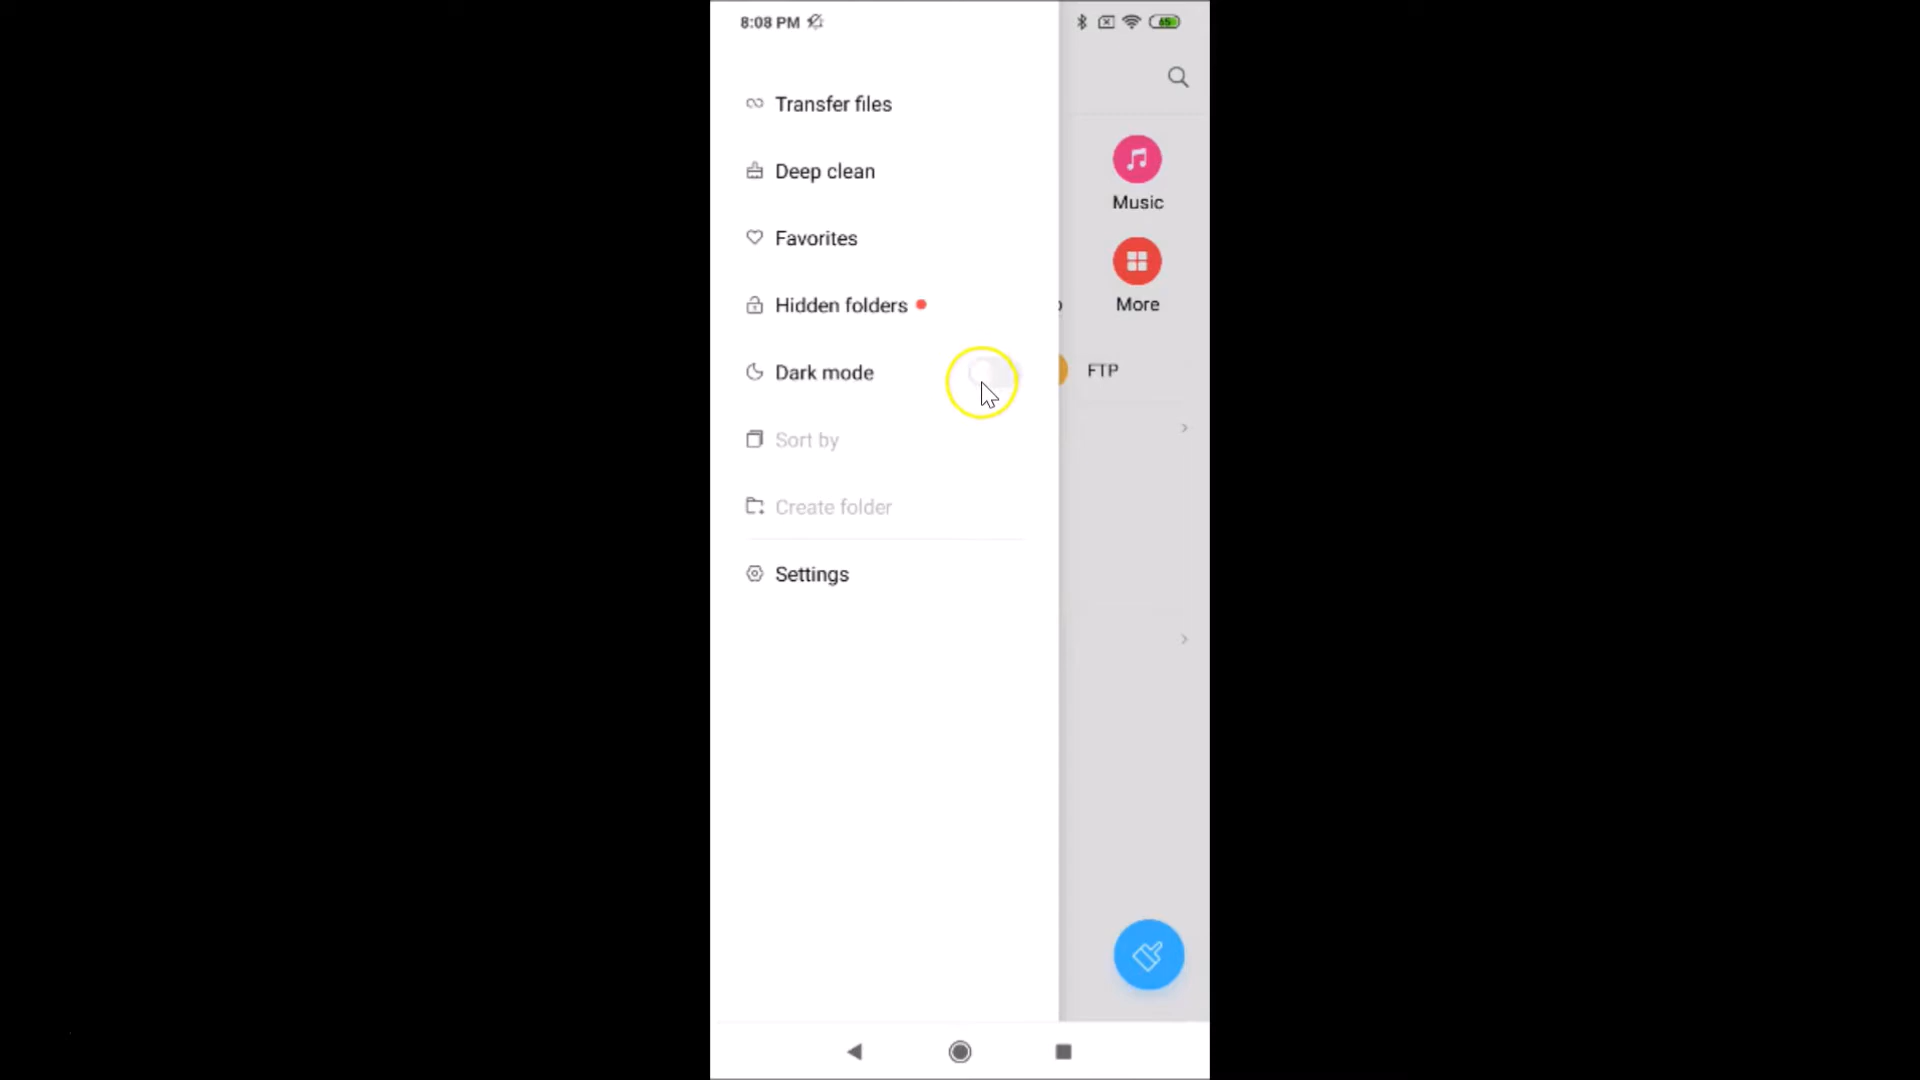 8:08 PM
65
Transfer files
Deep clean
Favorites
Hidden folders
Dark mode
Sort by
Create folder
Settings
Music
More
FTP